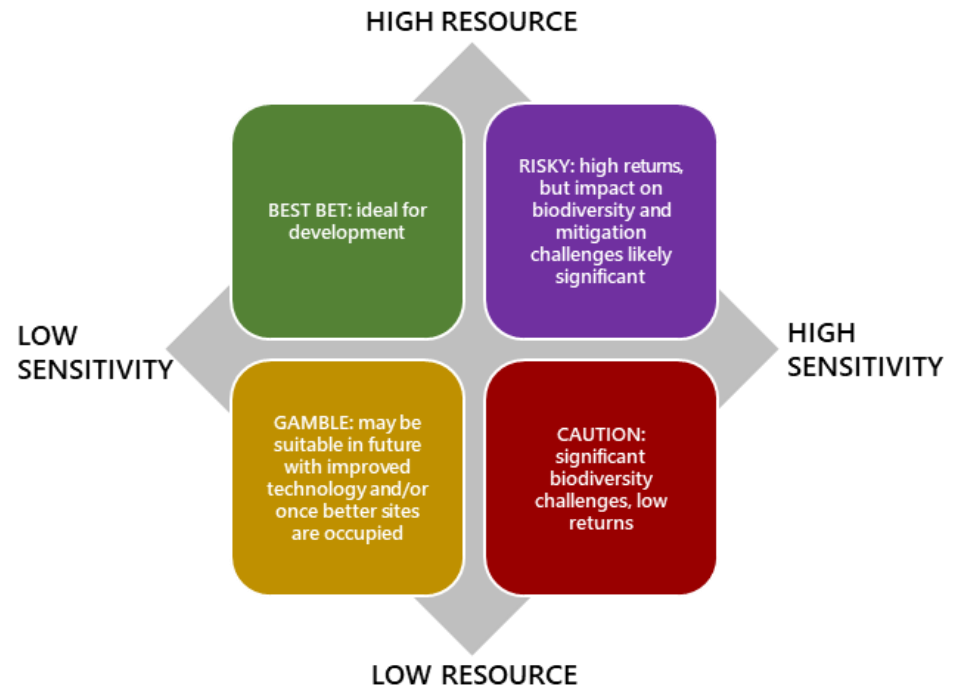 HIGH RESOURCE
BEST BET: ideal for
development
RISKY: high returns,
but impact on
biodiversity and
mitigation
challenges likely
significant
LOW
SENSITIVITY
HIGH
SENSITIVITY
GAMBLE: may be
suitable in future
with improved
technology and/or
once better sites
are occupied
CAUTION:
significant
biodiversity
challenges, low
returns
LOW RESOURCE